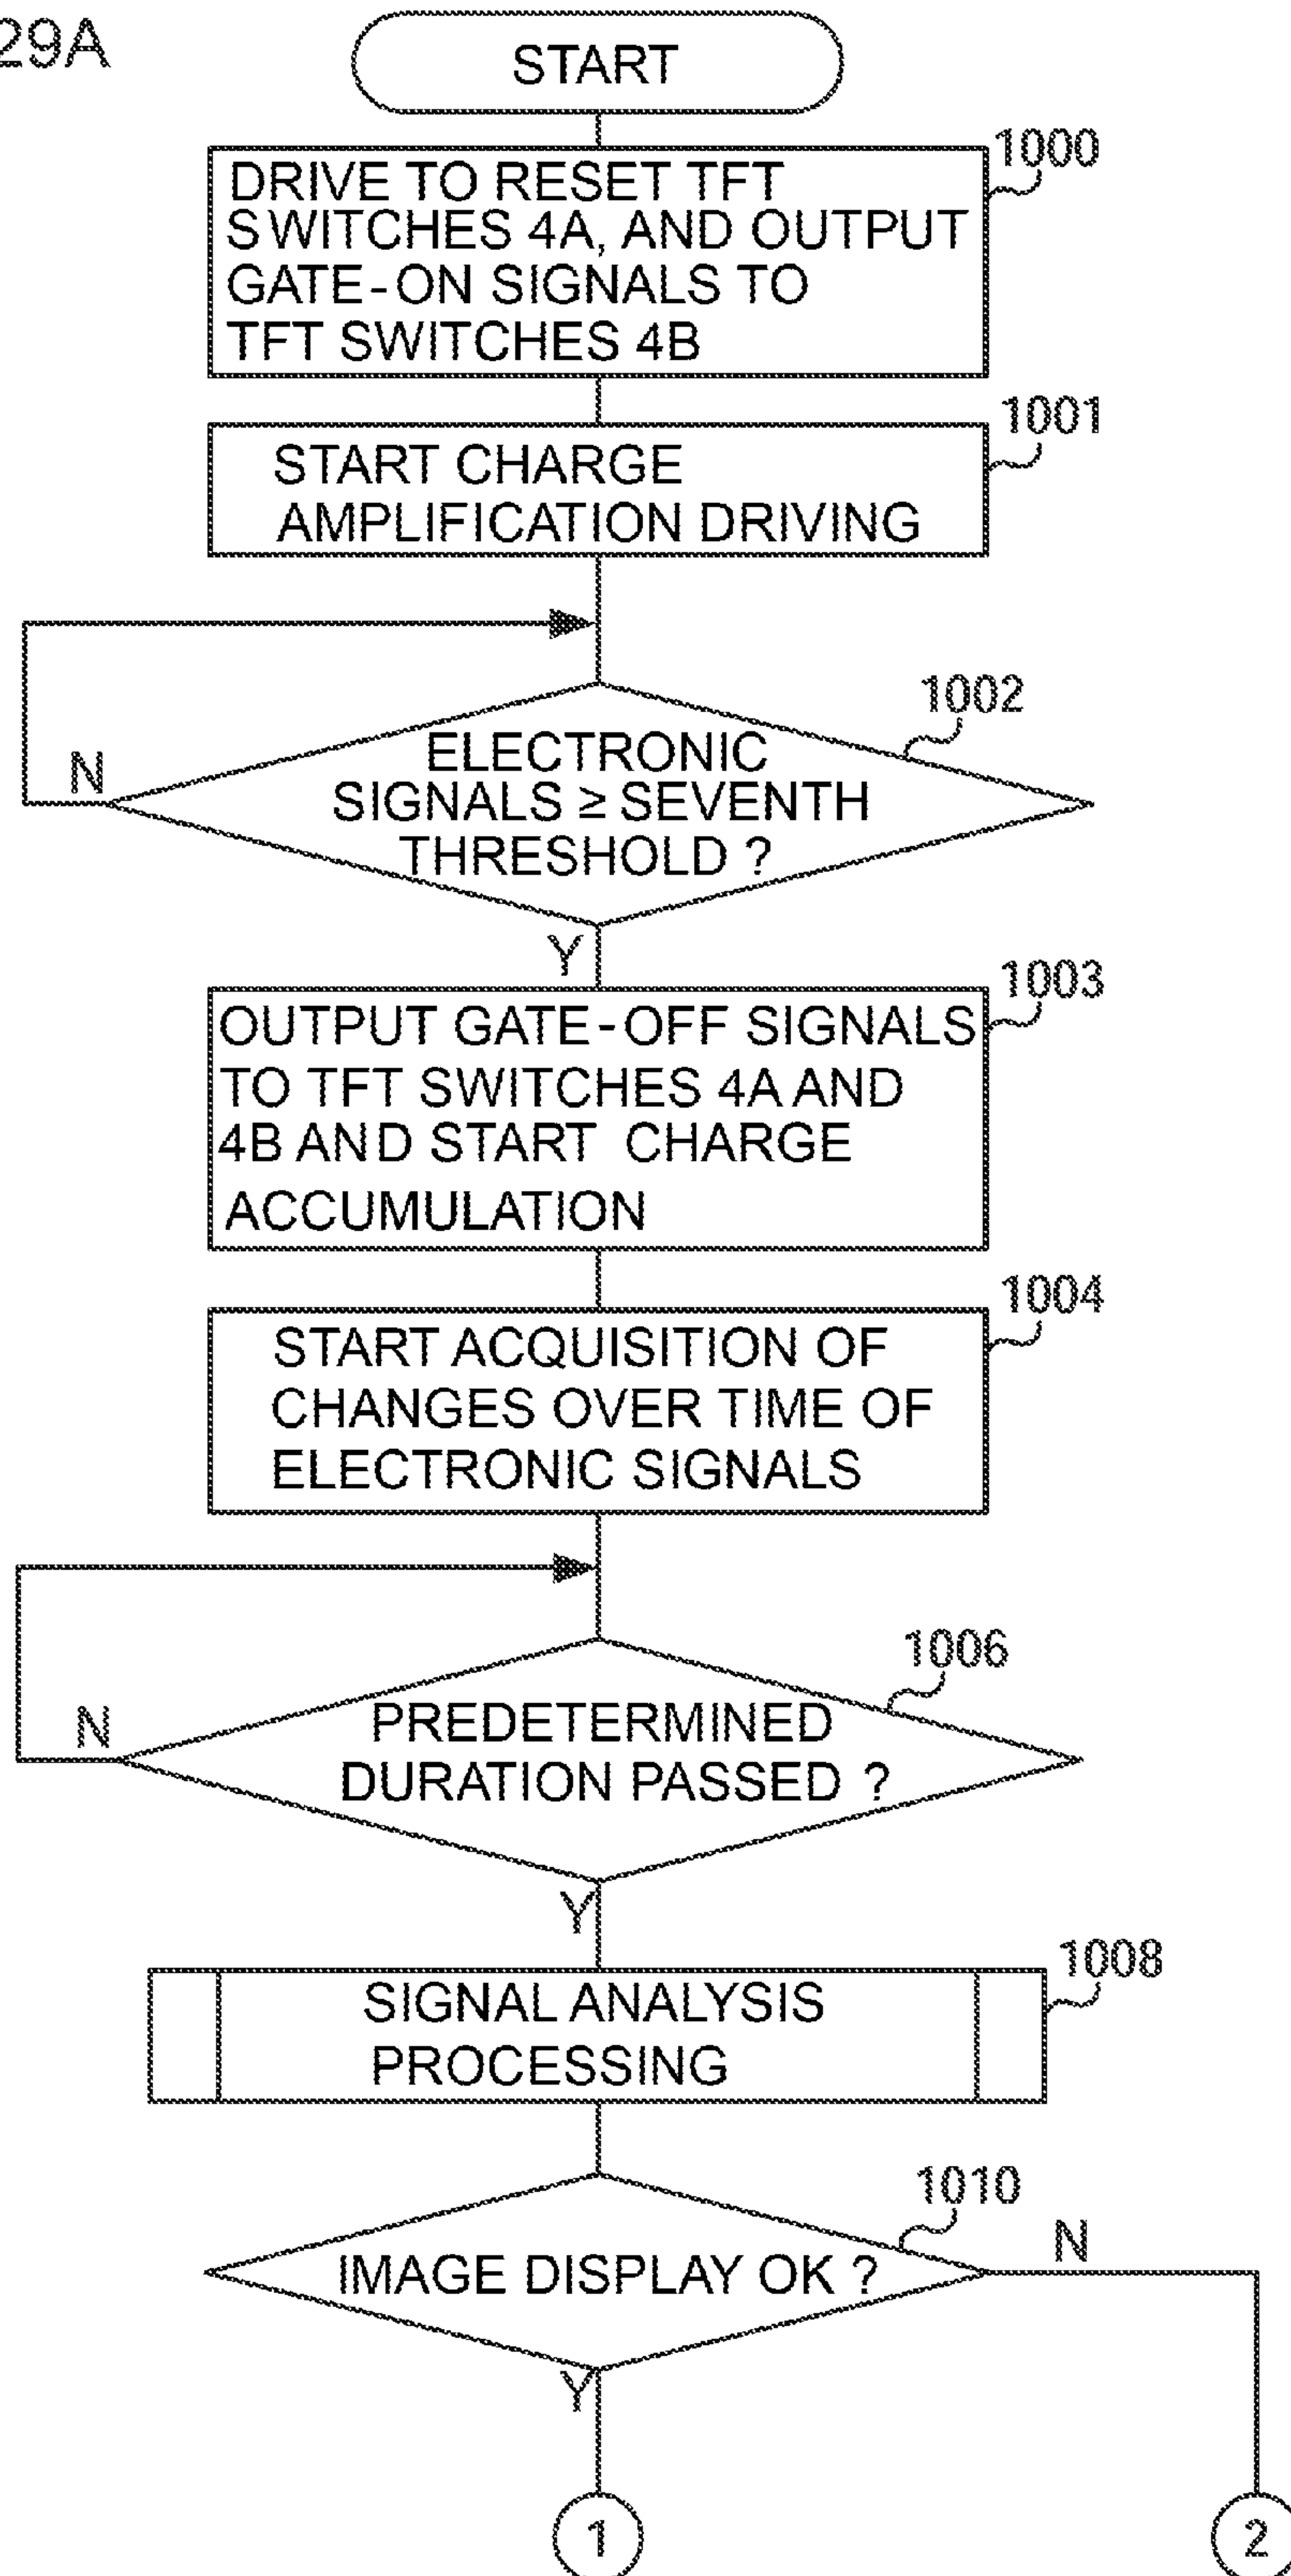 29A
START
1000
DRIVE TO RESET TFT
SWITCHES 4A, AND OUTPUT
GATE-ON SIGNALS TO
TFT SWITCHES 4B
1001
START CHARGE
AMPLIFICATION DRIVING
1002
ELECTRONIC
SIGNALS ≥ SEVENTH
THRESHOLD ?
N
Y
1003
OUTPUT GATE-OFF SIGNALS
TO TFT SWITCHES 4A AND
4B AND START CHARGE
ACCUMULATION
1004
START ACQUISITION OF
CHANGES OVER TIME OF
ELECTRONIC SIGNALS
1006
PREDETERMINED
DURATION PASSED ?
N
Y
1008
SIGNAL ANALYSIS
PROCESSING
1010
IMAGE DISPLAY OK ?
N
Y
1
2